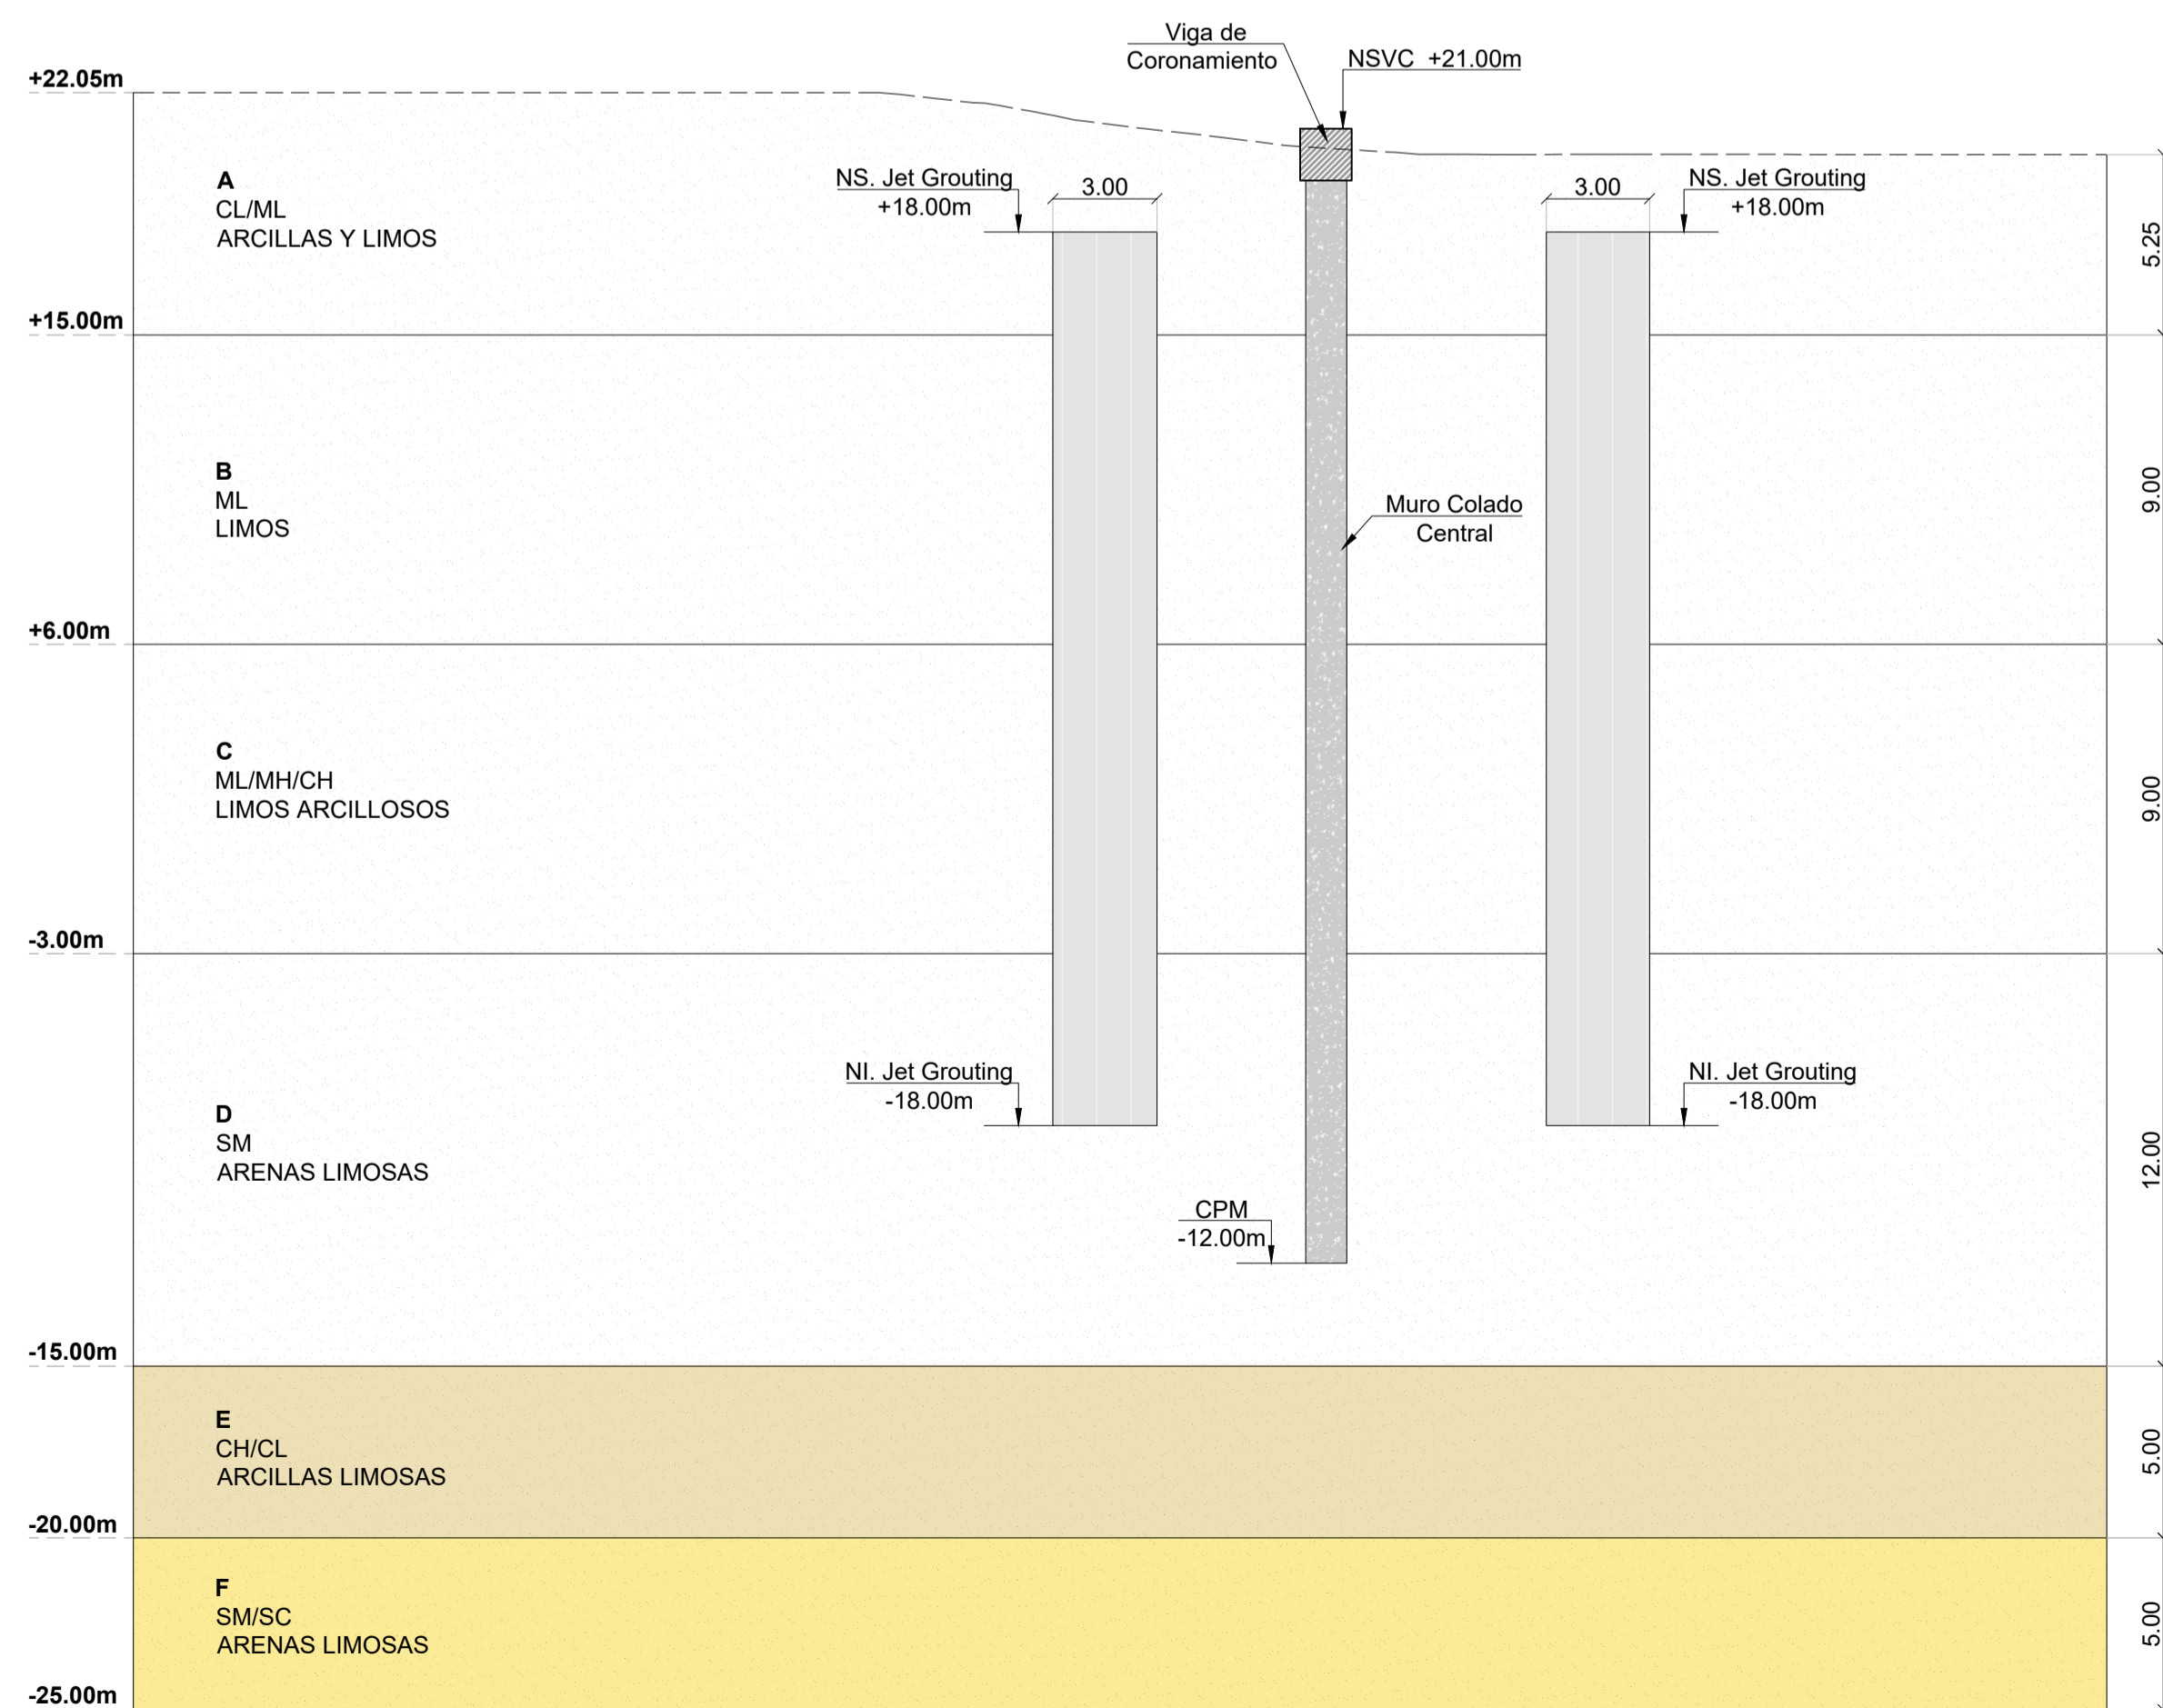 Viga de
Coronamiento
NSVC +21.00m
+22.05m
A
CL/ML
ARCILLAS Y LIMOS
NS. Jet Grouting
+18.00m
3.00
3.00
NS. Jet Grouting
+18.00m
5.25
+15.00m
B
ML
LIMOS
Muro Colado
Central
9.00
+6.00m
C
ML/MH/CH
LIMOS ARCILLOSOS
9.00
-3.00m
NI. Jet Grouting
-18.00m
NI. Jet Grouting
-18.00m
D
SM
ARENAS LIMOSAS
12.00
CPM
-12.00m
-15.00m
E
CH/CL
ARCILLAS LIMOSAS
5.00
-20.00m
F
SM/SC
ARENAS LIMOSAS
5.00
-25.00m